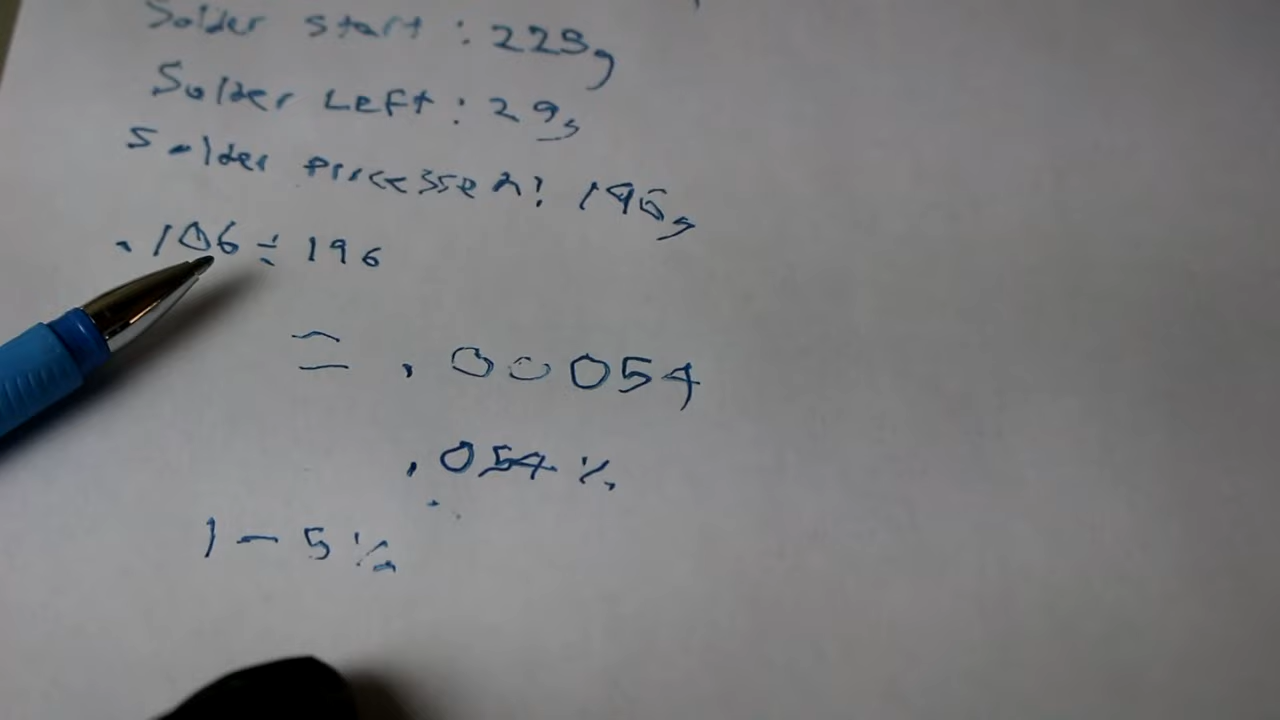 Solder start : 225g
Solder Left : 29g
Solder processed: 196g
.106 ÷ 196
= .00054
.054%
1-5%